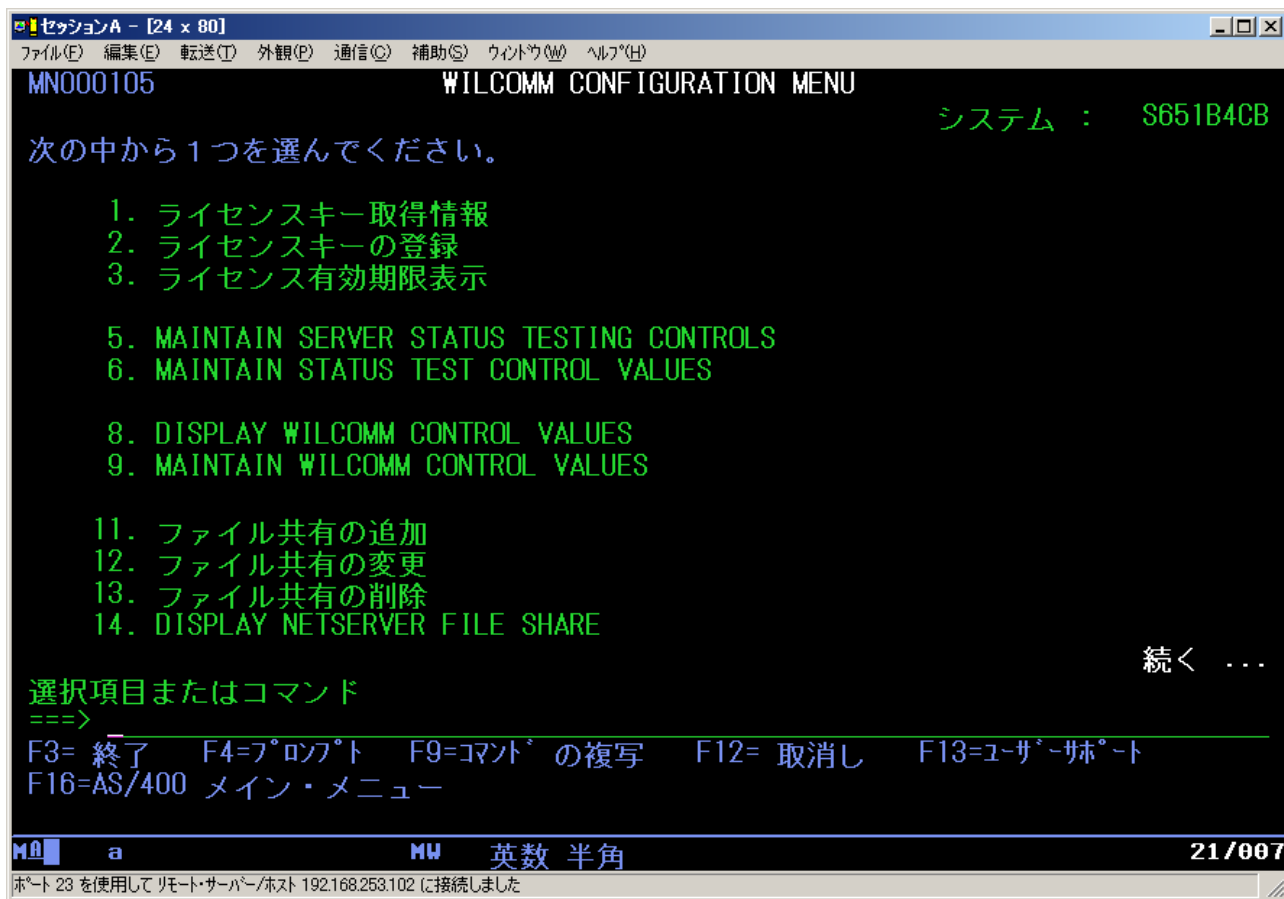 セッションA - [24 x 80]
ファイル(F) 編集(E) 転送(T) 外観(P) 通信(C) 補助(S) ウィンドウ(W) ヘルプ(H)
MNO00105 WILCOMM CONFIGURATION MENU
システム : S651B4CB
次の中から1つを選んでください。
1. ライセンスキー取得情報
2. ライセンスキーの登録
3. ライセンス有効期限表示
5. MAINTAIN SERVER STATUS TESTING CONTROLS
6. MAINTAIN STATUS TEST CONTROL VALUES
8. DISPLAY WILCOMM CONTROL VALUES
9. MAINTAIN WILCOMM CONTROL VALUES
11. ファイル共有の追加
12. ファイル共有の変更
13. ファイル共有の削除
14. DISPLAY NETSERVER FILE SHARE
続く ...
選択項目またはコマンド
===>
F3= 終了 F4=プロンプト F9=コマンド の複写 F12= 取消し F13=ユーザーサポート
F16=AS/400 メイン・メニュー
MA a MW 英数 半角 21/007
ポート 23 を使用して リモート・サーバー/ホスト 192.168.253.102 に接続しました